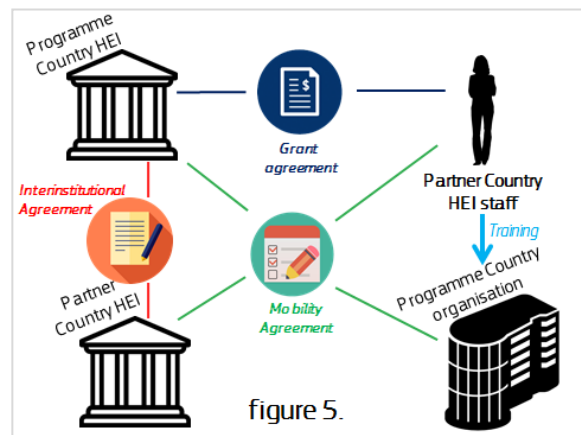 Programme
Country HEI
$
Grant
agreement
Partner Country
HEI staff
Interinstitutional
Agreement
Training
Partner
Country HEI
Mobility
Agreement
Programme Country
organisation
figure 5.